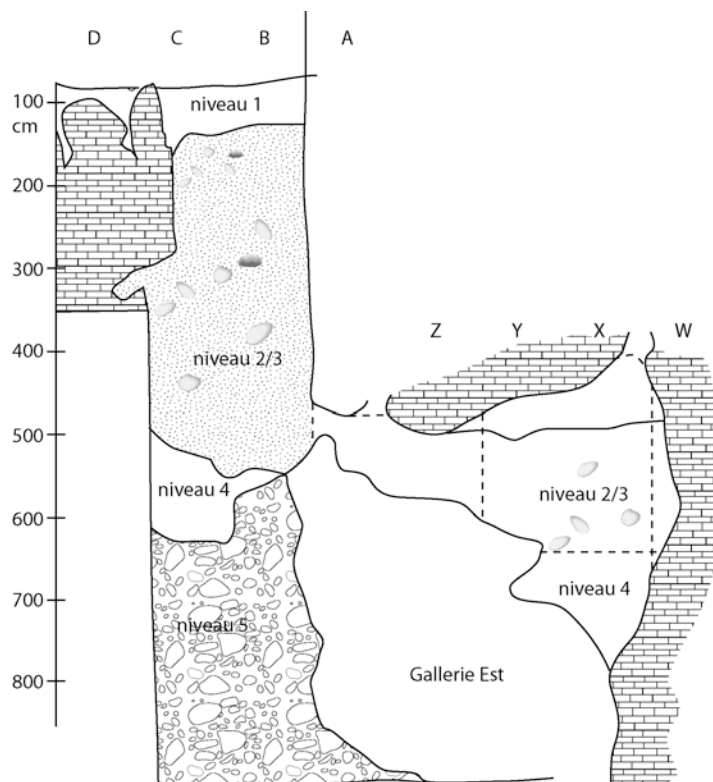 D C B A
niveau 1
100
cm
200
300
niveau 2/3
400
Z Y X W
500
niveau 4
niveau 2/3
600
niveau 4
700
niveau 5
Gallerie Est
800